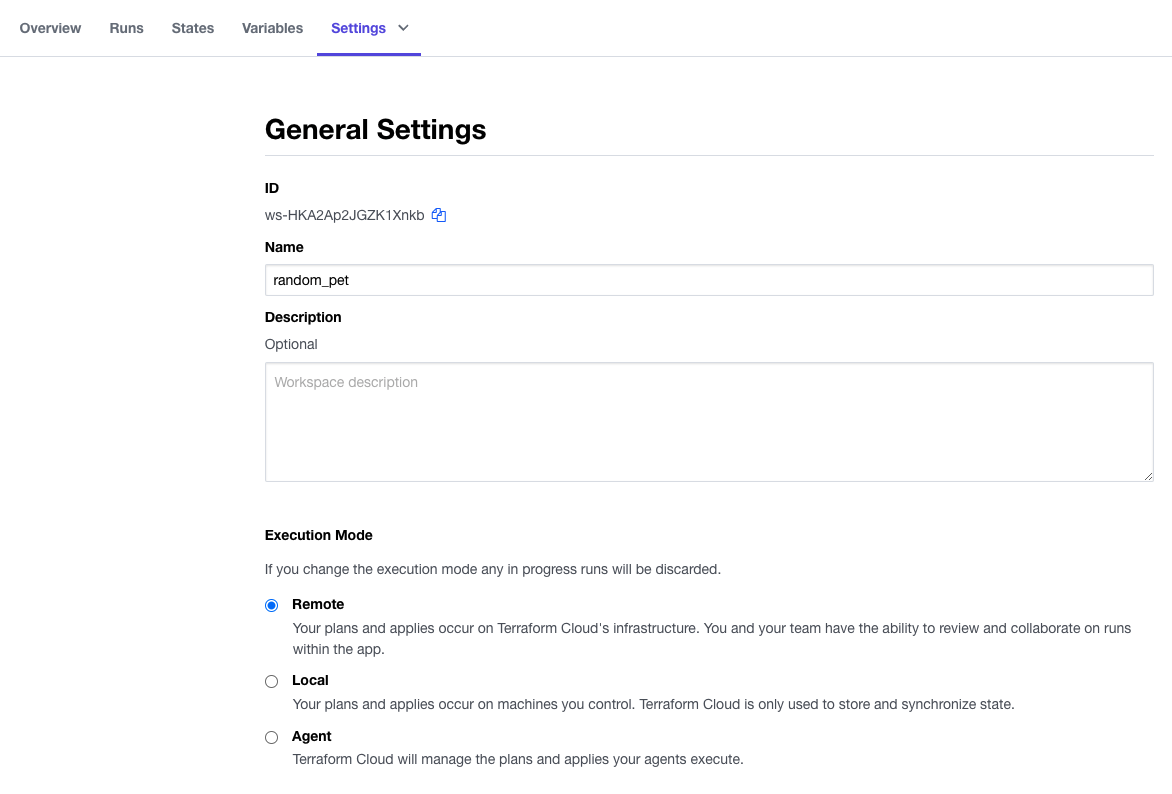 Overview Runs States Variables Settings
General Settings
ID
ws-HKA2Ap2JGZK1Xnkb
Name
random_pet
Description
Optional
Workspace description
Execution Mode
If you change the execution mode any in progress runs will be discarded.
Remote
Your plans and applies occur on Terraform Cloud's infrastructure. You and your team have the ability to review and collaborate on runs
within the app.
Local
Your plans and applies occur on machines you control. Terraform Cloud is only used to store and synchronize state.
Agent
Terraform Cloud will manage the plans and applies your agents execute.